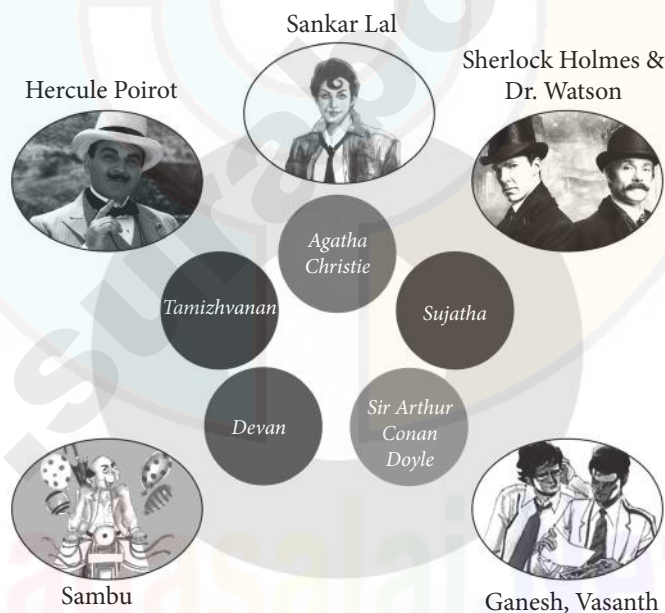 Sankar Lal
Hercule Poirot
Sherlock Holmes &
Dr. Watson
Agatha
Christie
Tamizhvanan
Sujatha
Devan
Sir Arthur
Conan
Doyle
Sambu
Ganesh, Vasanth